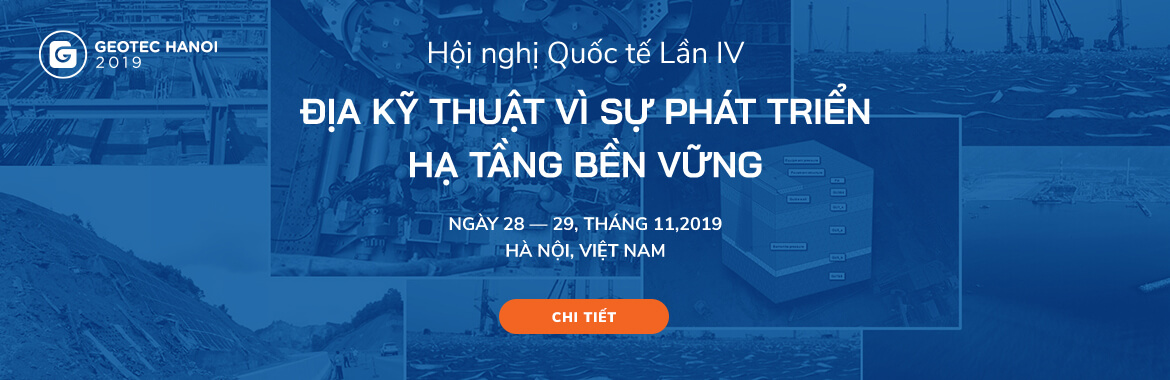 GEOTEC HANOI
2019
Hội nghị Quốc tế Lần IV
ĐỊA KỸ THUẬT VÌ SỰ PHÁT TRIỂN
HẠ TẦNG BỀN VỮNG
NGÀY 28 — 29, THÁNG 11,2019
HÀ NỘI, VIỆT NAM
CHI TIẾT